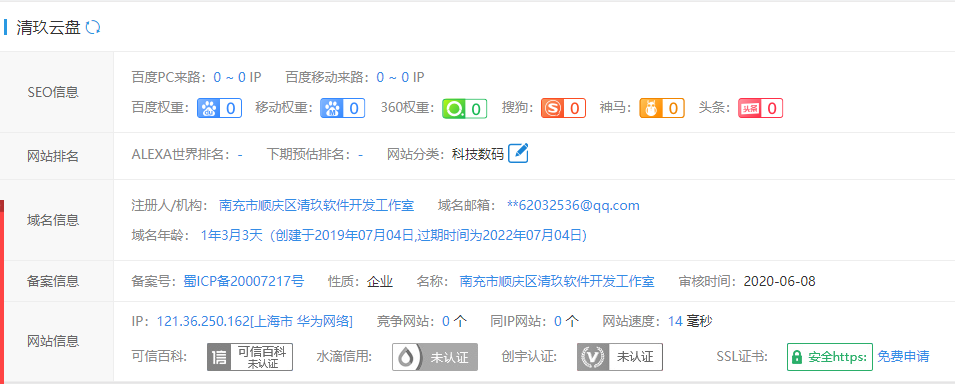 清玖云盘
SEO信息
百度PC来路：0 ~ 0 IP 百度移动来路：0 ~ 0 IP
百度权重：0 移动权重：0 360权重：0 搜狗：0 神马：0 头条：头条 0
网站排名
ALEXA世界排名：- 下期预估排名：- 网站分类：科技数码
域名信息
注册人/机构：南充市顺庆区清玖软件开发工作室 域名邮箱：**62032536@qq.com
域名年龄：1年3月3天（创建于2019年07月04日,过期时间为2022年07月04日）
备案信息
备案号：蜀ICP备20007217号 性质：企业 名称：南充市顺庆区清玖软件开发工作室 审核时间：2020-06-08
网站信息
IP：121.36.250.162[上海市 华为网络] 竞争网站：0 个 同IP网站：0 个 网站速度：14 毫秒
可信百科：信 可信百科 未认证 水滴信用：未认证 创宇认证：未认证 SSL证书：安全https: 免费申请